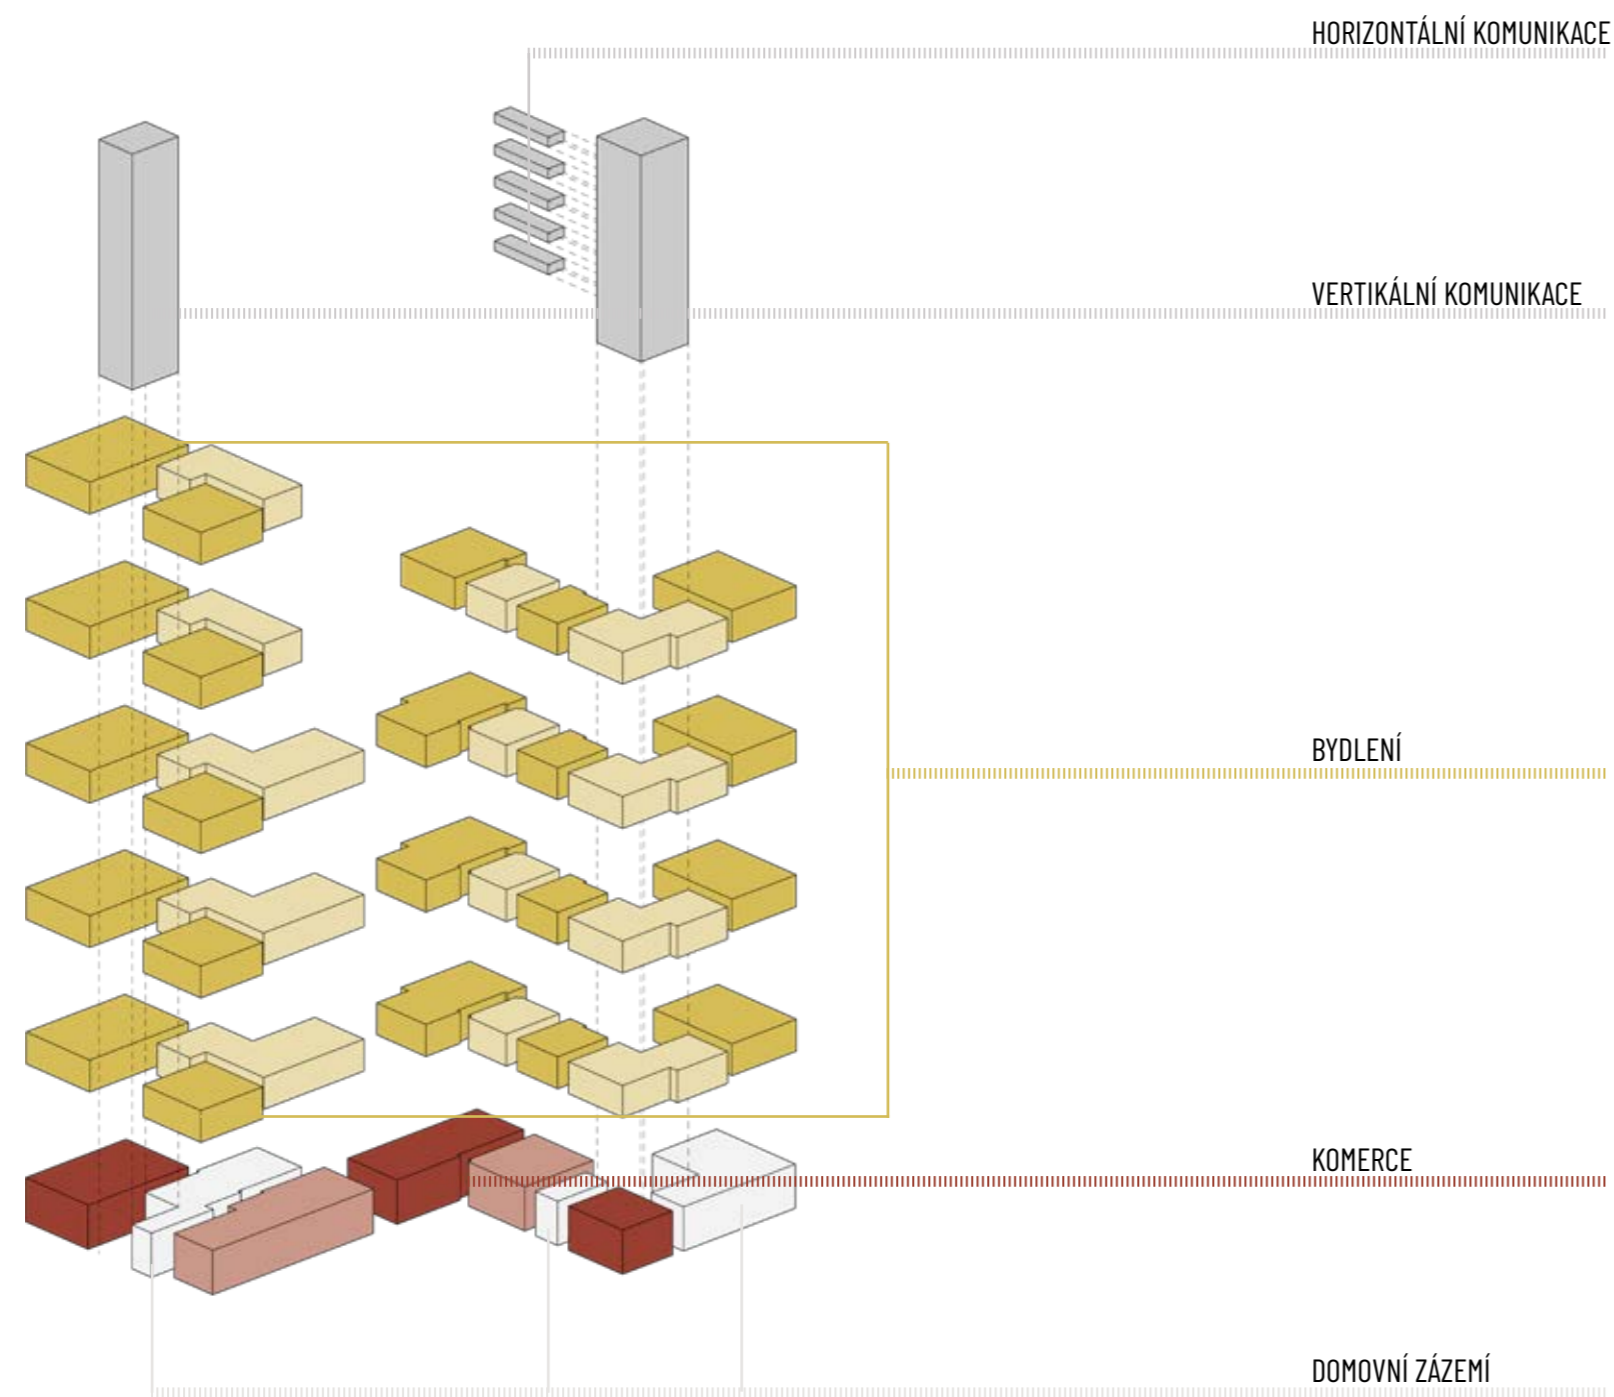 HORIZONTÁLNÍ KOMUNIKACE
VERTIKÁLNÍ KOMUNIKACE
BYDLENÍ
KOMERCE
DOMOVNÍ ZÁZEMÍ